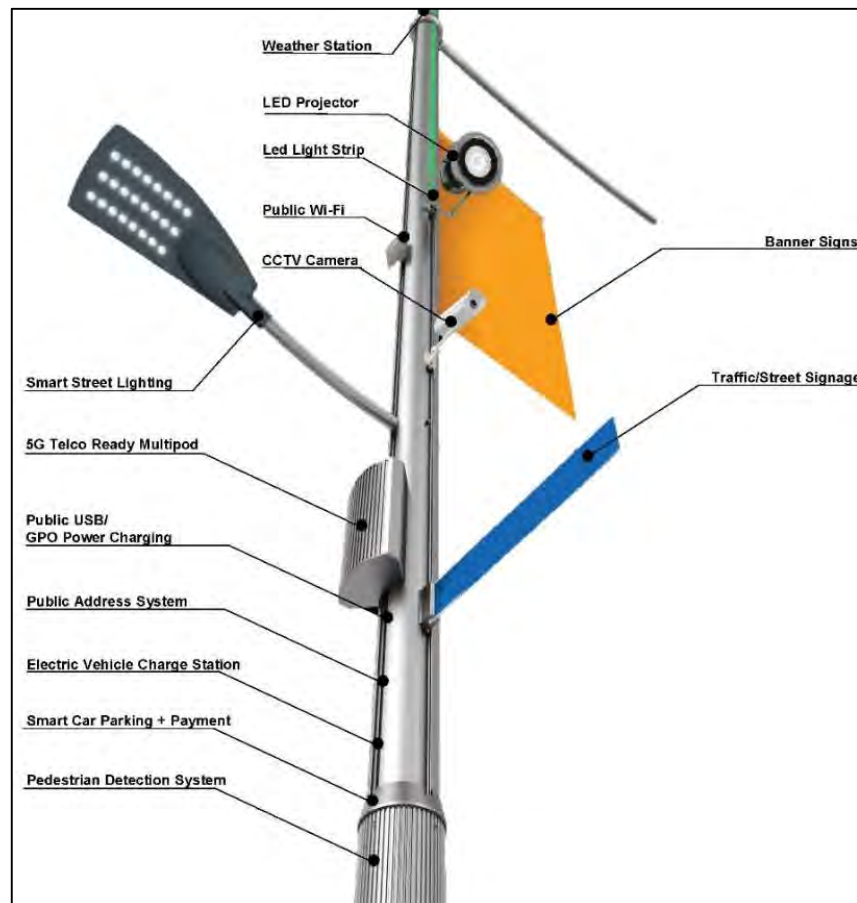 Weather Station
LED Projector
Led Light Strip
Public Wi-Fi
CCTV Camera
Banner Signs
Smart Street Lighting
Traffic/Street Signage
5G Telco Ready Multipod
Public USB/
GPO Power Charging
Public Address System
Electric Vehicle Charge Station
Smart Car Parking + Payment
Pedestrian Detection System